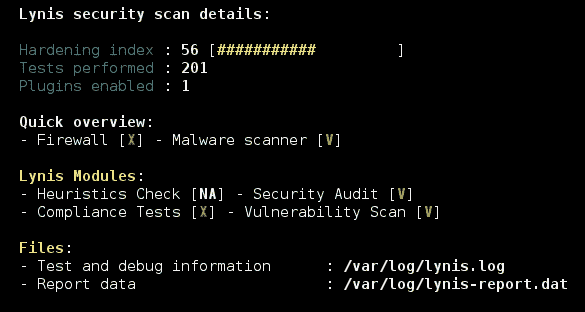 Lynis security scan details:
Hardening index : 56 [###########         ]
Tests performed : 201
Plugins enabled : 1
Quick overview:
- Firewall [X] - Malware scanner [V]
Lynis Modules:
- Heuristics Check [NA] - Security Audit [V]
- Compliance Tests [X] - Vulnerability Scan [V]
Files:
- Test and debug information      : /var/log/lynis.log
- Report data                     : /var/log/lynis-report.dat